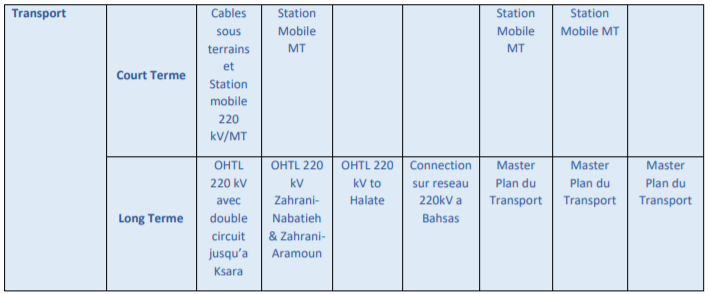 Transport
Court Terme
Cables
sous
terrains
et
Station
mobile
220
kV/MT
Station
Mobile
MT
Station
Mobile
MT
Station
Mobile MT
Long Terme
OHTL
220 kV
avec
double
circuit
jusqu'a
Ksara
OHTL 220
kV
Zahrani-
Nabatieh
& Zahrani-
Aramoun
OHTL 220
kV to
Halate
Connection
sur reseau
220kV a
Bahsas
Master
Plan du
Transport
Master
Plan du
Transport
Master
Plan du
Transport